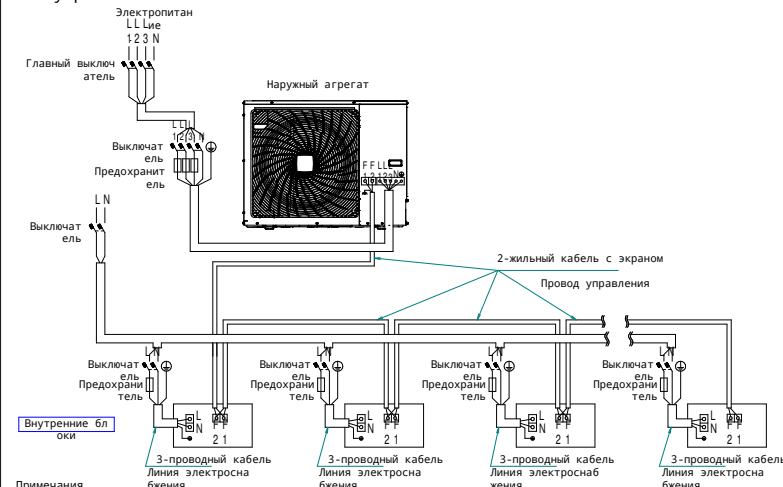 Электропитан
ие
L L L
1 2 3 N
Главный выключ
атель
Наружный агрегат
L L L
1 2 3 N
Выключат
ель
Предохранит
ель
F F L L L
1 2 1 2 3 N
L N
Выключат
ель
2-жильный кабель с экраном
Провод управления
L N
L N
L N
L N
Выключат
ель
Выключат
ель
Выключат
ель
Выключат
ель
Предохрани
тель
Предохрани
тель
Предохрани
тель
Предохрани
тель
Внутренние бл
оки
L
N
F F
2 1
L
N
F F
2 1
L
N
F F
2 1
L
N
F F
2 1
3-проводный кабель
3-проводный кабель
3-проводный кабель
3-проводный кабель
Линия электросна
бжения
Линия электросна
бжения
Линия электроснаб
жения
Линия электросна
бжения
Примечания